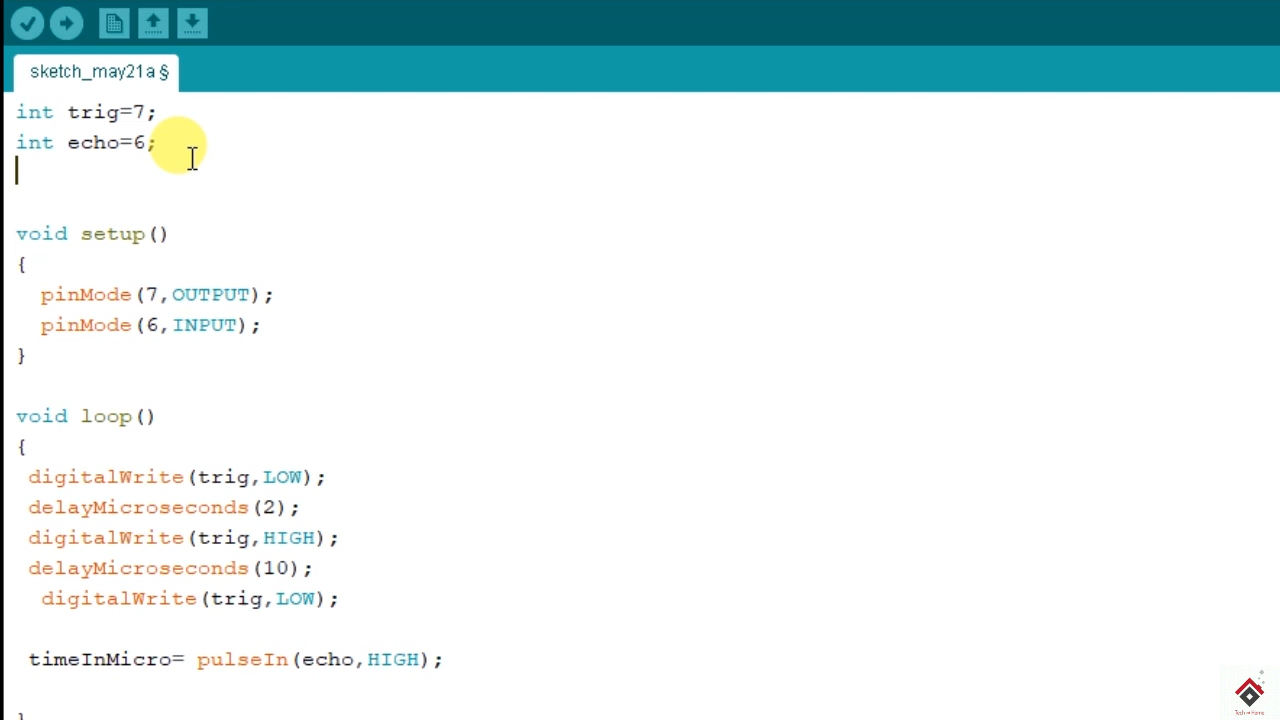 sketch_may21a §
int trig=7;
int echo=6;
void setup()
{
pinMode(7,OUTPUT);
pinMode(6,INPUT);
}
void loop()
{
digitalWrite(trig,LOW);
delayMicroseconds(2);
digitalWrite(trig,HIGH);
delayMicroseconds(10);
digitalWrite(trig,LOW);
timeInMicro= pulseIn(echo,HIGH);
}